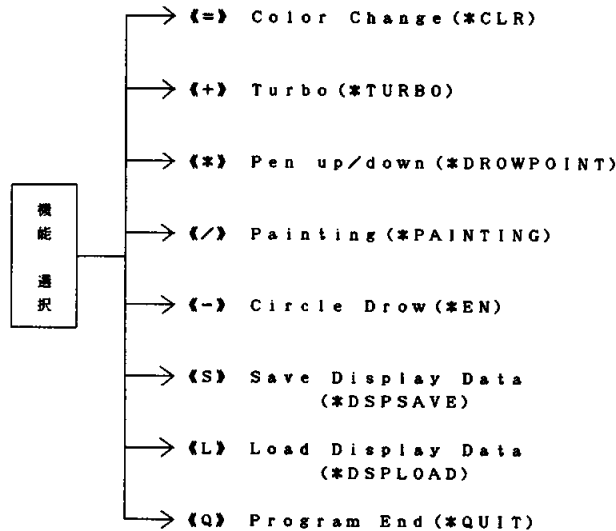 《=》 Color Change(*CLR)
《+》 Turbo(*TURBO)
《*》 Pen up/down(*DROWPOINT)
機能 選択
《/》 Painting(*PAINTING)
《-》 Circle Drow(*EN)
《S》 Save Display Data
(*DSPSAVE)
《L》 Load Display Data
(*DSPLOAD)
《Q》 Program End(*QUIT)